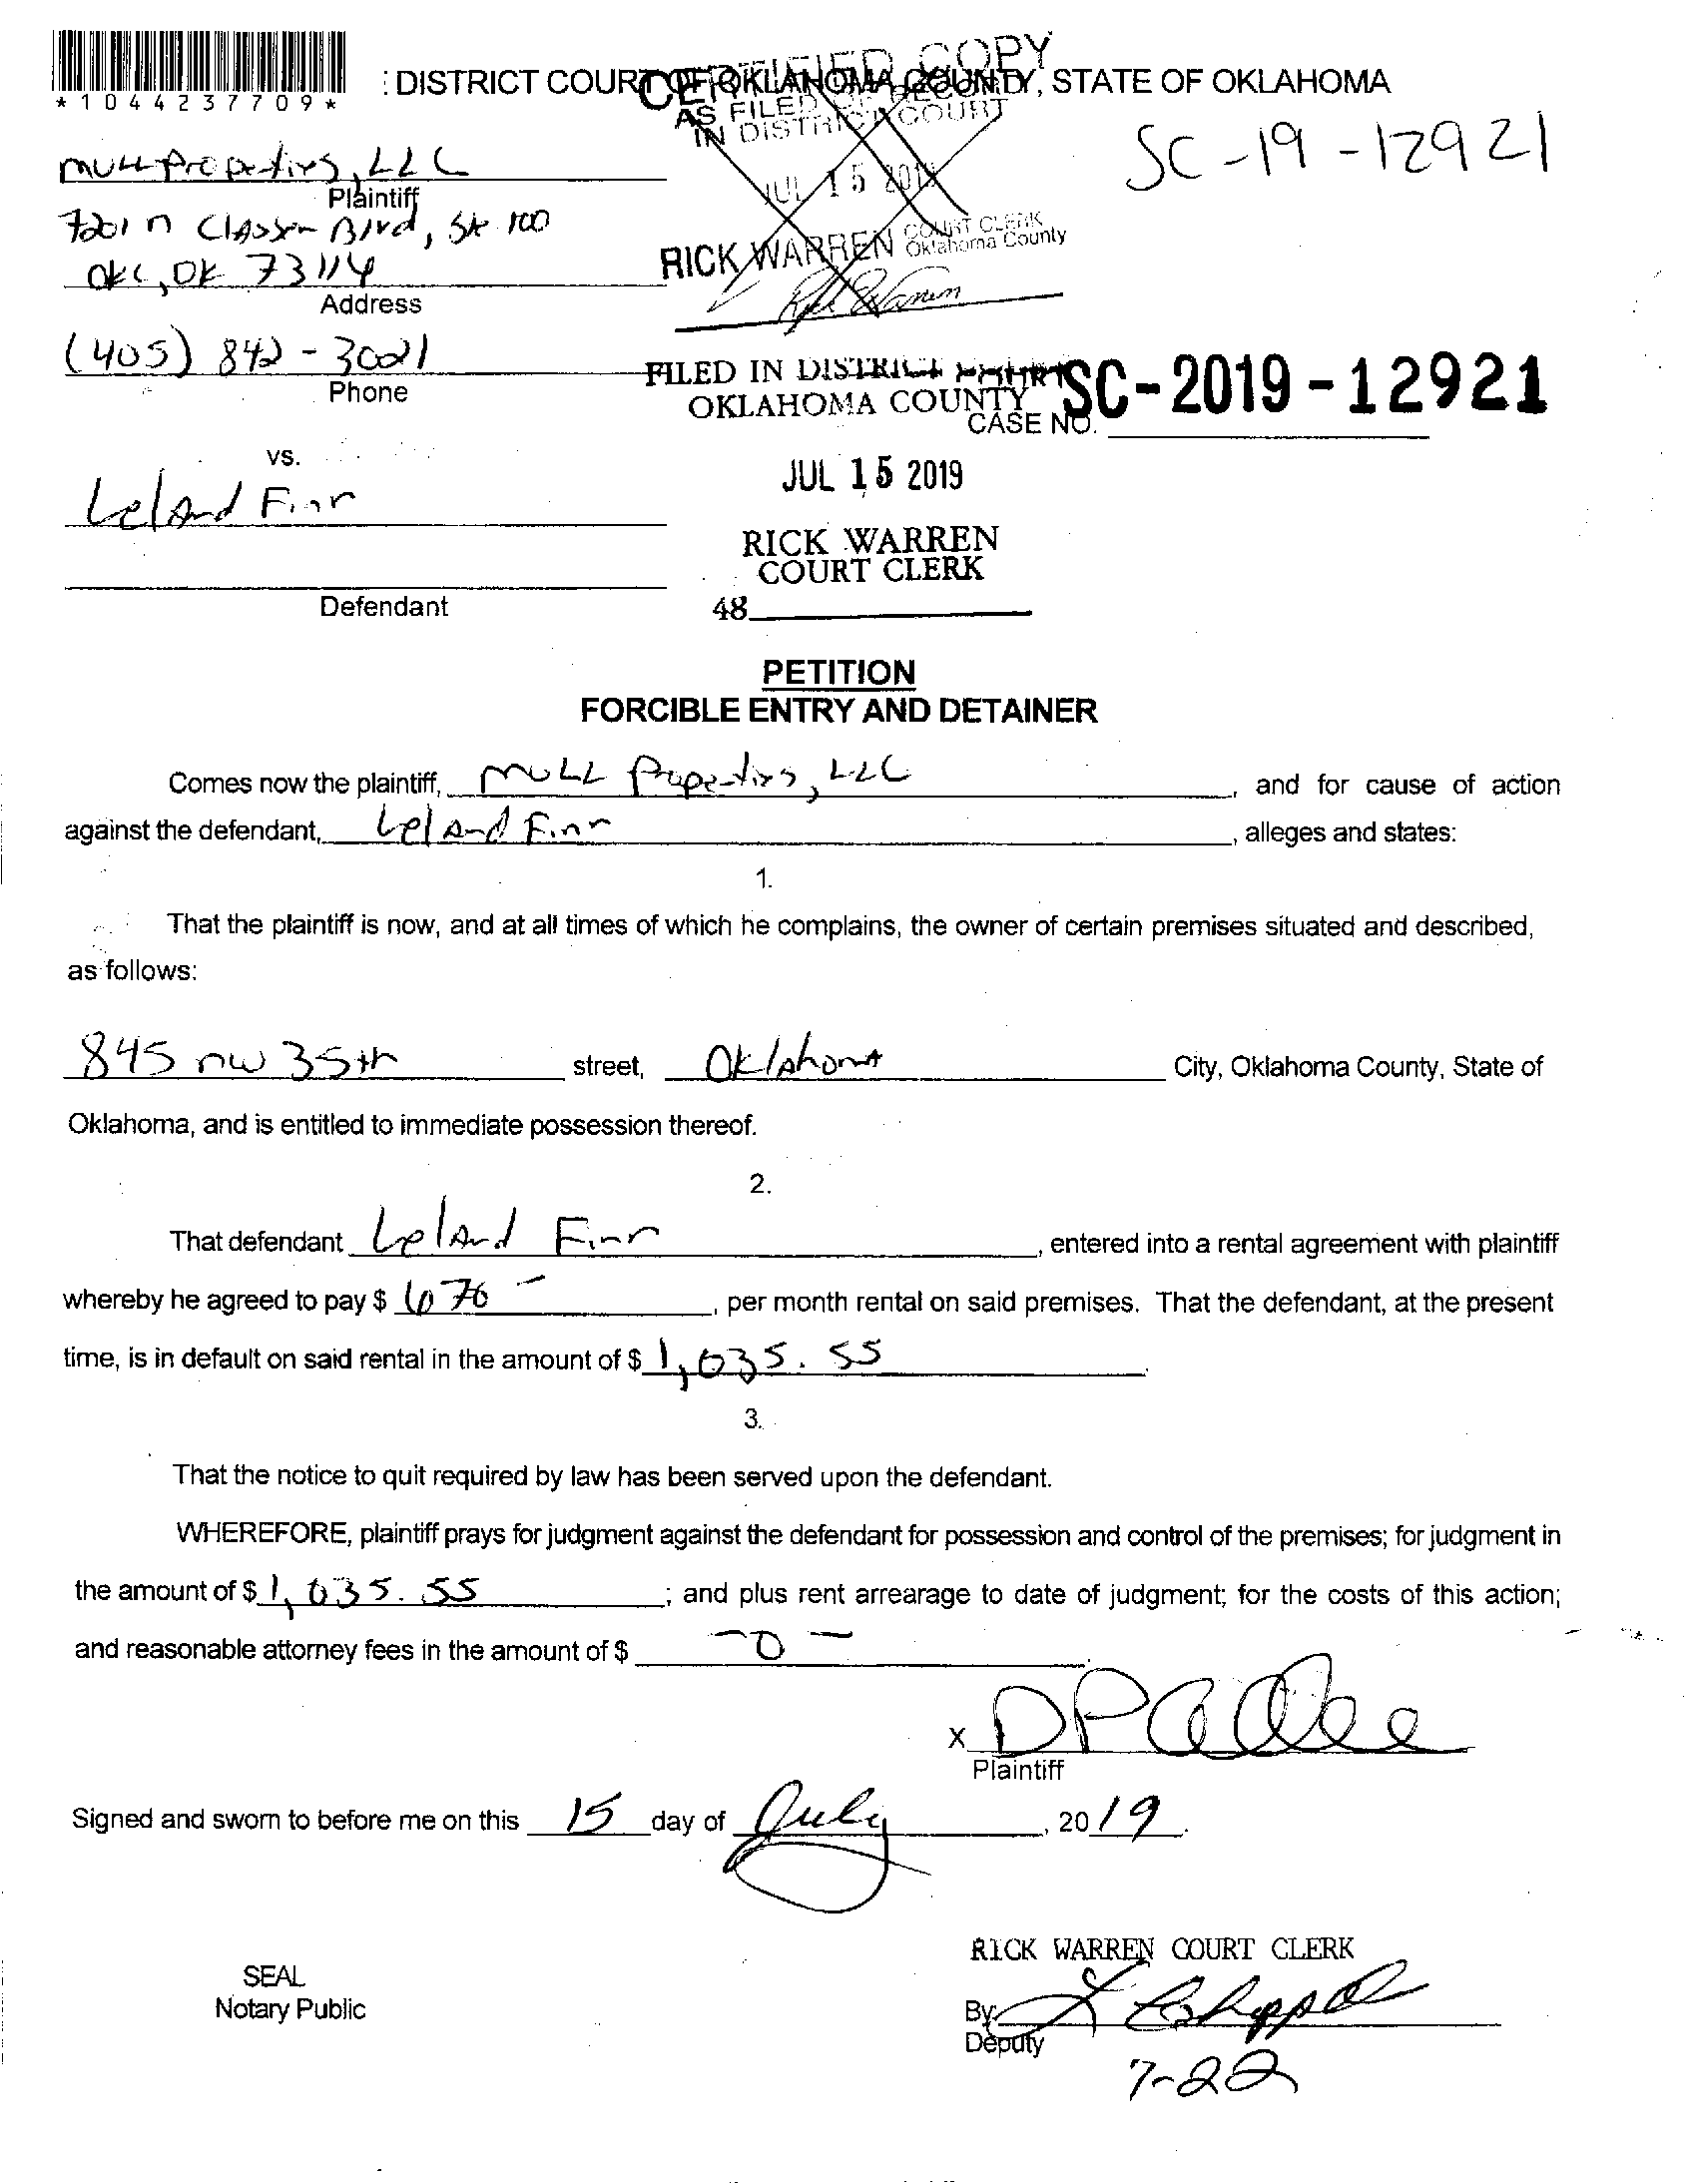 *1044237709*
: DISTRICT COURT OF OKLAHOMA COUNTY, STATE OF OKLAHOMA
CERTIFIED COPY
AS FILED OF RECORD
IN DISTRICT COURT
JUL 15 2019
RICK WARREN COURT CLERK
Oklahoma County
Rick Warren
SC-19-12921
Mull Properties, LLC
Plaintiff
7201 N Classen Blvd, Ste 100
OKC, OK 73114
Address
(405) 842-3021
Phone
FILED IN DISTRICT COURT
OKLAHOMA COUNTY
CASE NO. SC-2019-12921
vs.
JUL 15 2019
Leland Finn
RICK WARREN
COURT CLERK
Defendant
48
PETITION
FORCIBLE ENTRY AND DETAINER
Comes now the plaintiff, Mull Properties, LLC, and for cause of action
against the defendant, Leland Finn, alleges and states:
1.
That the plaintiff is now, and at all times of which he complains, the owner of certain premises situated and described,
as follows:
845 NW 35th street, Oklahoma City, Oklahoma County, State of
Oklahoma, and is entitled to immediate possession thereof.
2.
That defendant Leland Finn, entered into a rental agreement with plaintiff
whereby he agreed to pay $ , per month rental on said premises. That the defendant, at the present
time, is in default on said rental in the amount of $ 1,035.55.
3.
That the notice to quit required by law has been served upon the defendant.
WHEREFORE, plaintiff prays for judgment against the defendant for possession and control of the premises; for judgment in
the amount of $ 1,035.55; and plus rent arrearage to date of judgment; for the costs of this action;
and reasonable attorney fees in the amount of $ -0-.
X
Plaintiff
Signed and sworn to before me on this 15 day of July, 2019.
RICK WARREN COURT CLERK
SEAL
Notary Public
By
Deputy
7-22